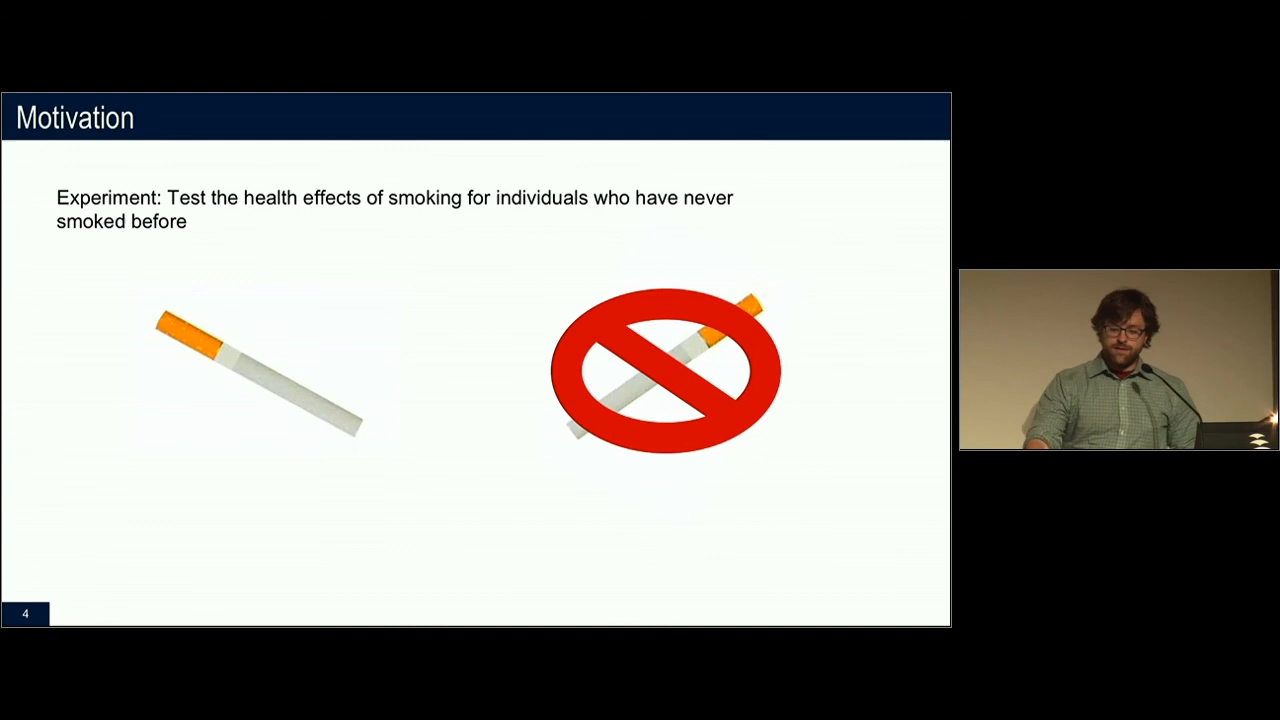 Motivation
Experiment: Test the health effects of smoking for individuals who have never
smoked before
4